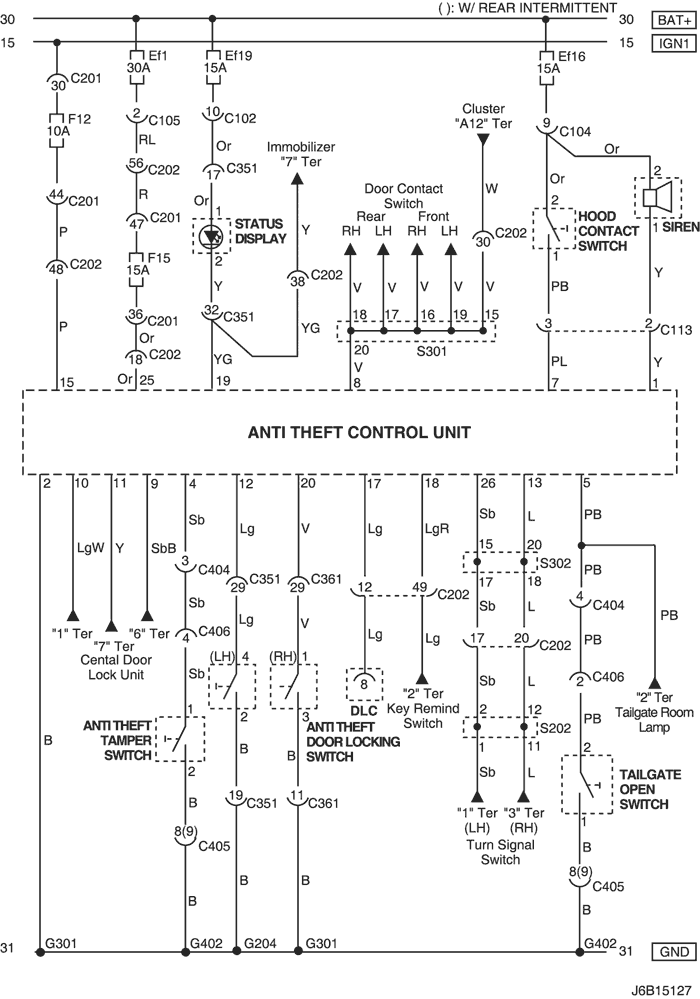 ( ): W/ REAR INTERMITTENT
30 30 BAT+
15 15 IGN1
Ef1 Ef19 Ef16
30A 15A 15A
C201
30
F12
10A
2 C105
10 C102
Cluster
"A12" Ter
9 C104
RL Or Or
Immobilizer
"7" Ter
56 C202
17 C351
2
Door Contact
Switch
Rear Front
RH LH RH LH
W
Or 2
44 C201
R
Or 1
47 C201
STATUS
DISPLAY
HOOD
CONTACT
SWITCH
1
SIREN
P
Y
30 C202
1
48 C202
F15
15A
2
Y
38 C202
V V V V V
PB
Y
36 C201
32 C351
18 17 16 19 15
3 2 C113
P
Or
18 C202
YG
YG
20
S301
V
PL
Y
15
Or 25
19
8
7
1
ANTI THEFT CONTROL UNIT
2 10 11 9 4 12 20 17 18 26 13 5
Sb Lg V Lg LgR Sb L PB
LgW Y SbB
15 20
S302
3 C404
PB
29 C351
29 C361
12 49 C202
17 18
Sb
Lg
V
Sb L
4 C404
"1" Ter "6" Ter
"7" Ter
Cental Door
Lock Unit
4 C406
Lg Lg
17 20 C202
PB
PB
(LH) 4
(RH) 1
Sb
8
DLC
"2" Ter
Key Remind
Switch
Sb L
2 C406
"2" Ter
Tailgate Room
Lamp
ANTI THEFT
TAMPER
SWITCH
1
2
3
ANTI THEFT
DOOR LOCKING
SWITCH
2 12
S202
PB
B
B
B
1 11
2
2
Sb L
TAILGATE
OPEN
SWITCH
B
19 C351
11 C361
"1" Ter
(LH)
"3" Ter
(RH)
Turn Signal
Switch
1
8(9) C405
B
8(9) C405
B
B
B
B
31 G301 G402 G204 G301 G402 31 GND
J6B15127